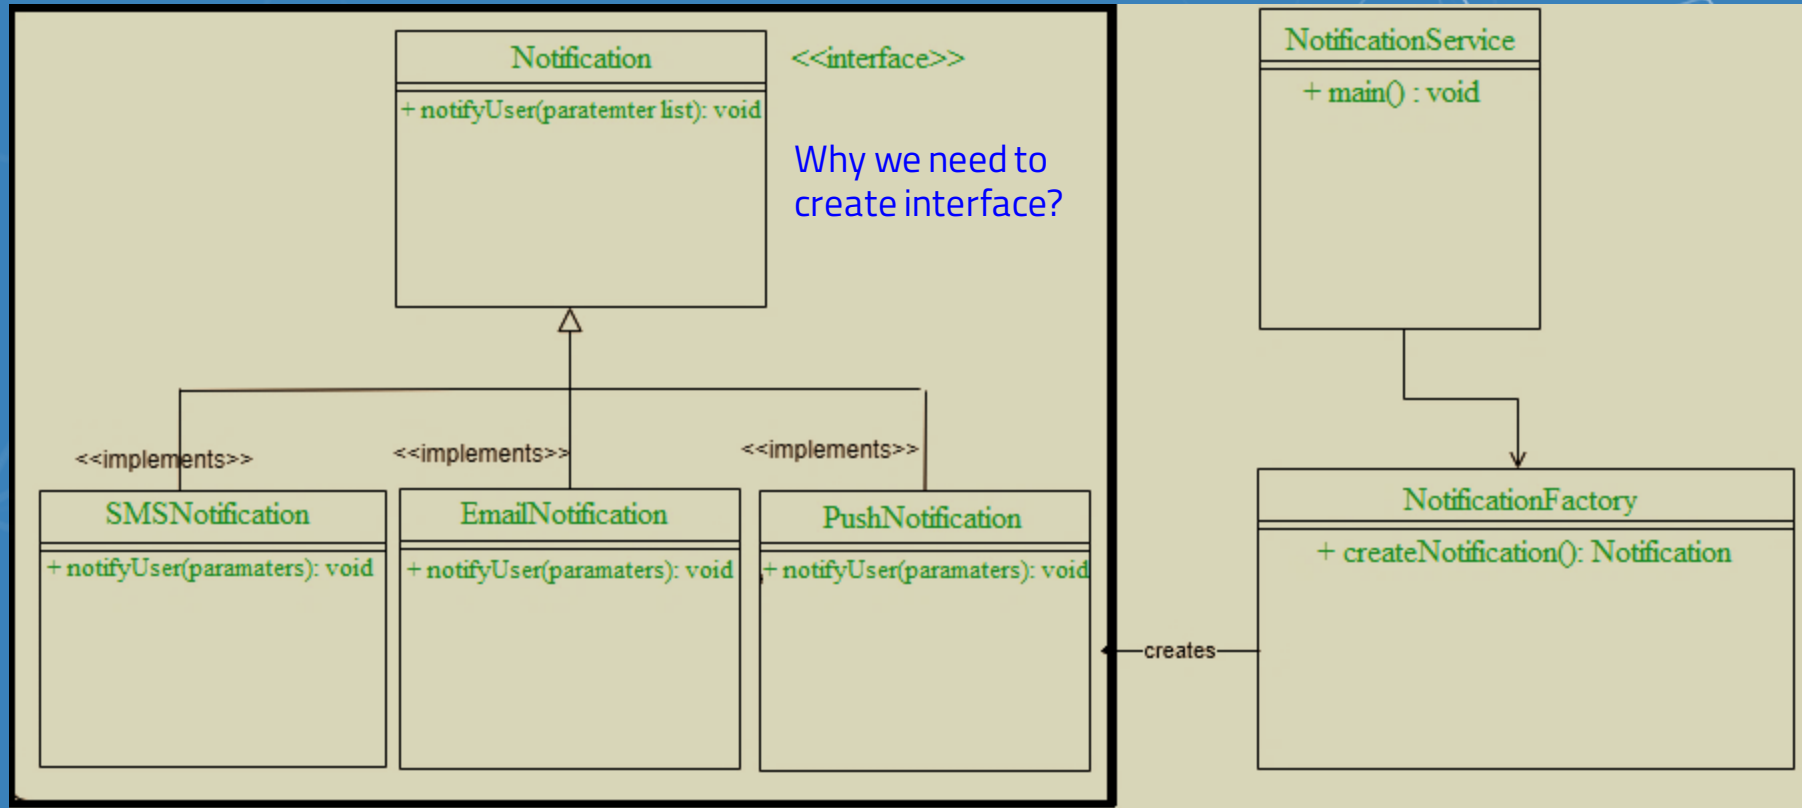 Notification
<<interface>>
+ notifyUser(paratemter list): void
Why we need to
create interface?
<<implements>>
<<implements>>
<<implements>>
SMSNotification
+ notifyUser(paramaters): void
EmailNotification
+ notifyUser(paramaters): void
PushNotification
+ notifyUser(paramaters): void
NotificationService
+ main() : void
NotificationFactory
+ createNotification(): Notification
creates